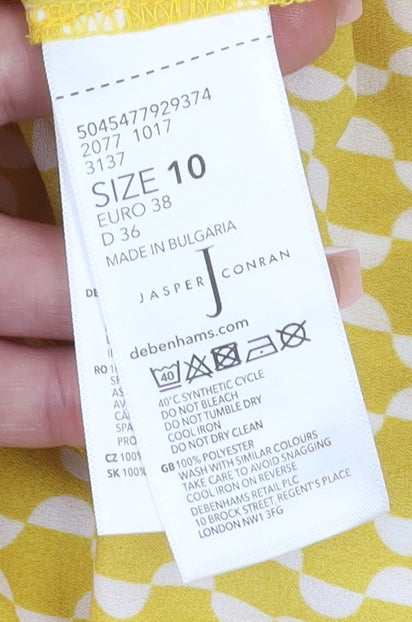 5045477929374
2077 1017
3137
SIZE 10
EURO 38
D 36
MADE IN BULGARIA
JASPER J CONRAN
debenhams.com
40
40°C SYNTHETIC CYCLE
DO NOT BLEACH
DO NOT TUMBLE DRY
COOL IRON
DO NOT DRY CLEAN
GB 100% POLYESTER
WASH WITH SIMILAR COLOURS
TAKE CARE TO AVOID SNAGGING
COOL IRON ON REVERSE
DEBENHAMS RETAIL PLC
10 BROCK STREET, REGENT'S PLACE
LONDON NW1 3FG
DE
RO
CZ 100%
SK 100%